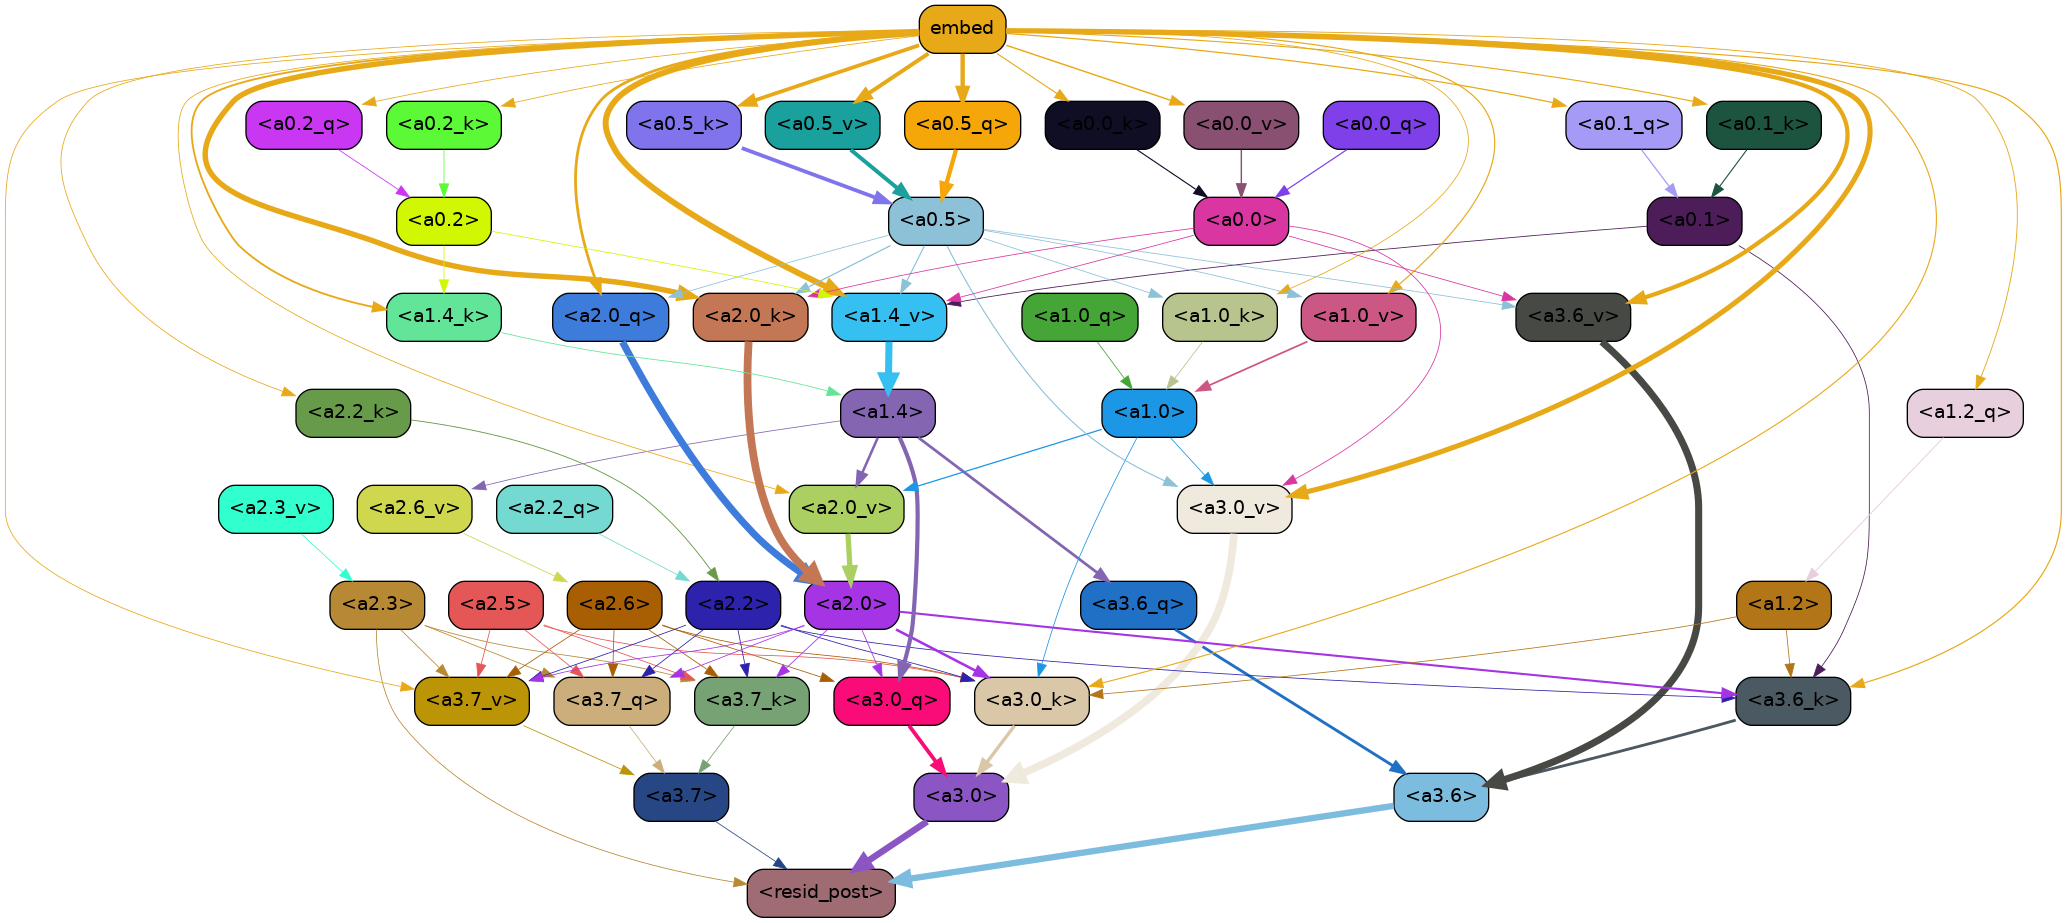 embed
<a0.2_q>
<a0.2_k>
<a0.5_k>
<a0.5_v>
<a0.5_q>
<a0.0_k>
<a0.0_v>
<a0.0_q>
<a0.1_q>
<a0.1_k>
<a0.2>
<a0.5>
<a0.0>
<a0.1>
<a1.4_k>
<a2.0_q>
<a2.0_k>
<a1.4_v>
<a1.0_q>
<a1.0_k>
<a1.0_v>
<a3.6_v>
<a2.2_k>
<a1.4>
<a1.0>
<a1.2_q>
<a2.3_v>
<a2.6_v>
<a2.2_q>
<a2.0_v>
<a3.0_v>
<a2.3>
<a2.5>
<a2.6>
<a2.2>
<a2.0>
<a3.6_q>
<a1.2>
<a3.7_v>
<a3.7_q>
<a3.7_k>
<a3.0_q>
<a3.0_k>
<a3.6_k>
<a3.7>
<a3.0>
<a3.6>
<resid_post>